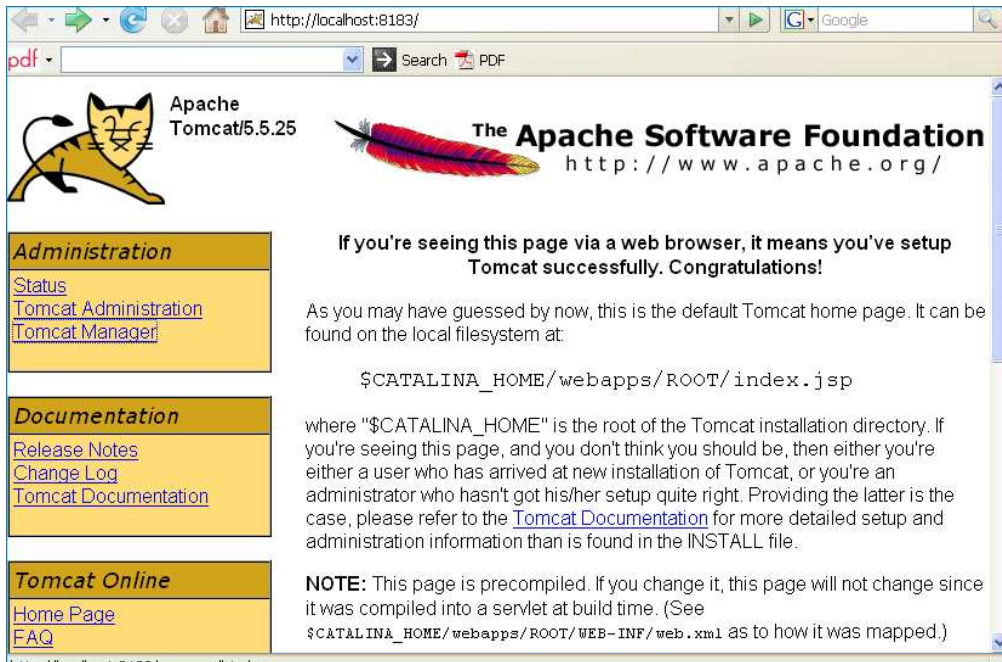 http://localhost:8183/
G
Google
pdf
Search
PDF
Apache
Tomcat/5.5.25
The Apache Software Foundation
http://www.apache.org/
Administration
Status
Tomcat Administration
Tomcat Manager
Documentation
Release Notes
Change Log
Tomcat Documentation
Tomcat Online
Home Page
FAQ
If you're seeing this page via a web browser, it means you've setup
Tomcat successfully. Congratulations!
As you may have guessed by now, this is the default Tomcat home page. It can be
found on the local filesystem at:
$CATALINA_HOME/webapps/ROOT/index.jsp
where "$CATALINA_HOME" is the root of the Tomcat installation directory. If
you're seeing this page, and you don't think you should be, then either you're
either a user who has arrived at new installation of Tomcat, or you're an
administrator who hasn't got his/her setup quite right. Providing the latter is the
case, please refer to the Tomcat Documentation for more detailed setup and
administration information than is found in the INSTALL file.
NOTE: This page is precompiled. If you change it, this page will not change since
it was compiled into a servlet at build time. (See
$CATALINA_HOME/webapps/ROOT/WEB-INF/web.xml as to how it was mapped.)